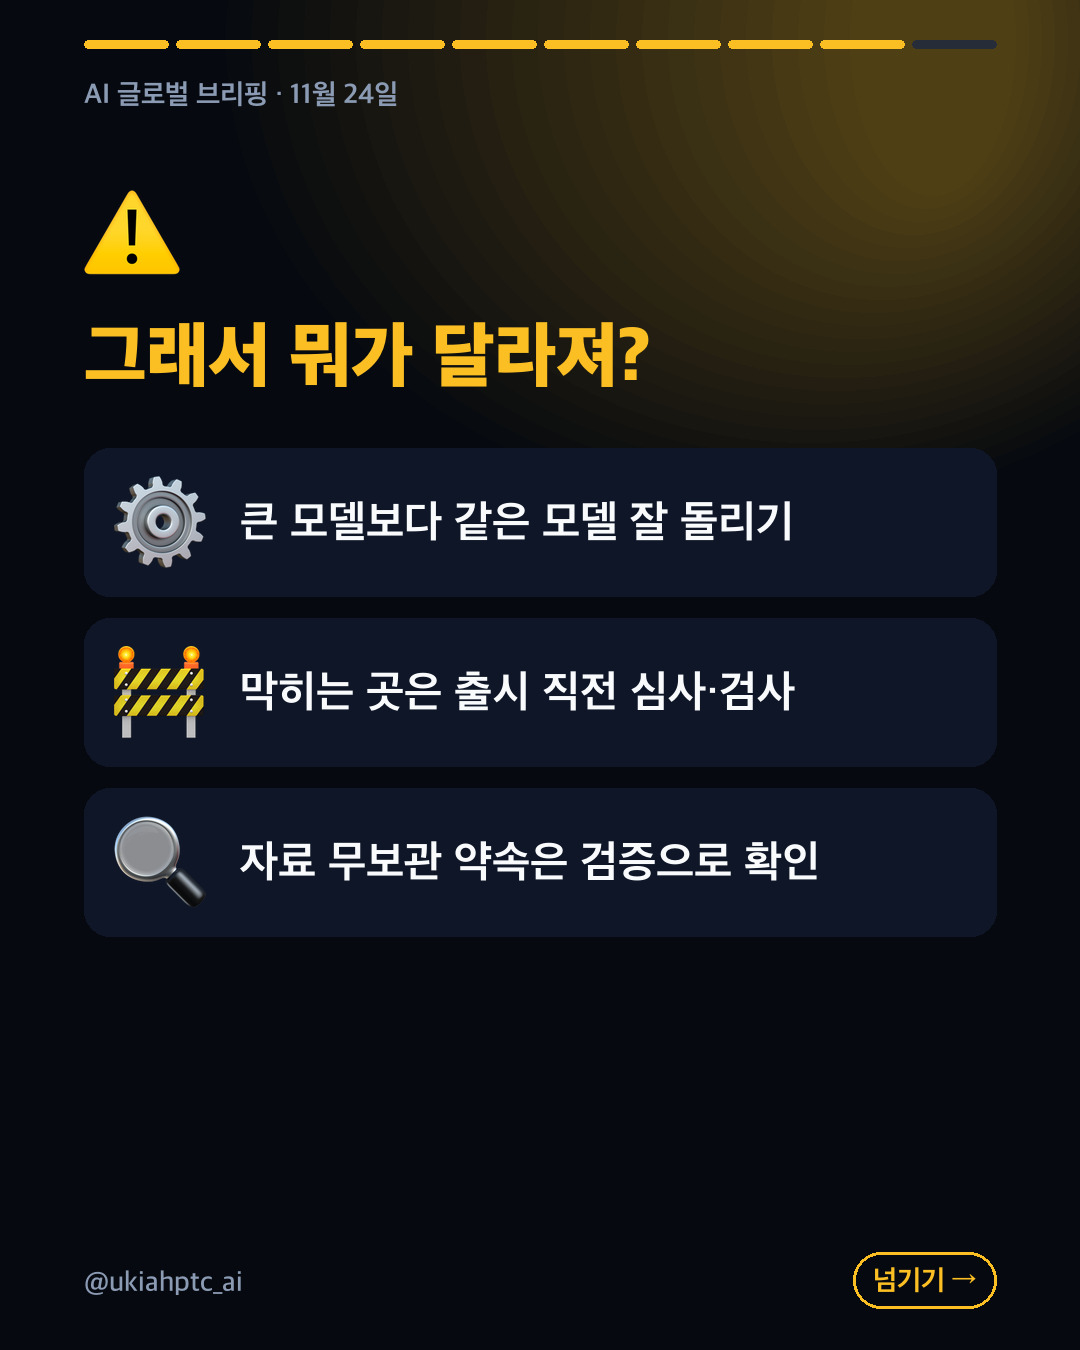 AI 글로벌 브리핑 · 11월 24일
그래서 뭐가 달라져?
큰 모델보다 같은 모델 잘 돌리기
막히는 곳은 출시 직전 심사·검사
자료 무보관 약속은 검증으로 확인
@ukiahptc_ai
넘기기 →